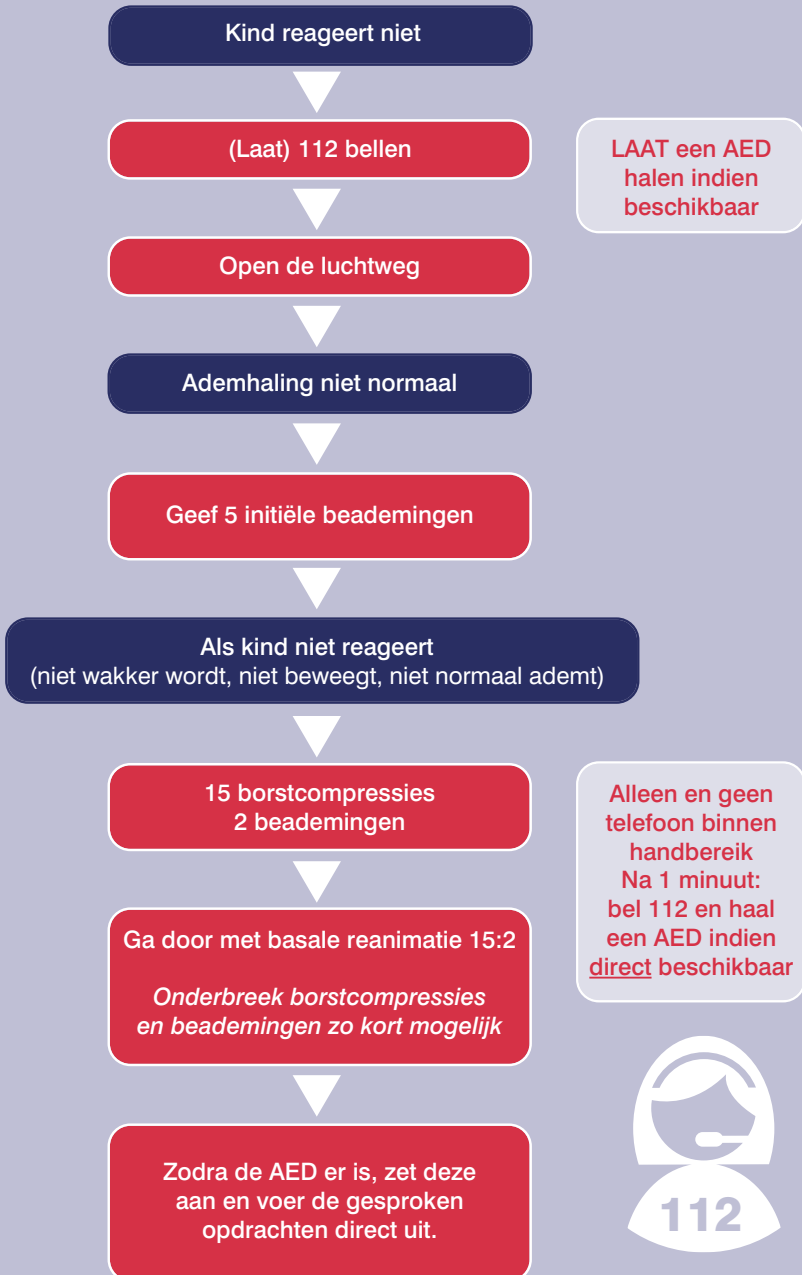 Kind reageert niet
(Laat) 112 bellen
LAAT een AED
halen indien
beschikbaar
Open de luchtweg
Ademhaling niet normaal
Geef 5 initiële beademingen
Als kind niet reageert
(niet wakker wordt, niet beweegt, niet normaal ademt)
15 borstcompressies
2 beademingen
Alleen en geen
telefoon binnen
handbereik
Na 1 minuut:
bel 112 en haal
een AED indien
direct beschikbaar
Ga door met basale reanimatie 15:2
Onderbreek borstcompressies
en beademingen zo kort mogelijk
Zodra de AED er is, zet deze
aan en voer de gesproken
opdrachten direct uit.
112